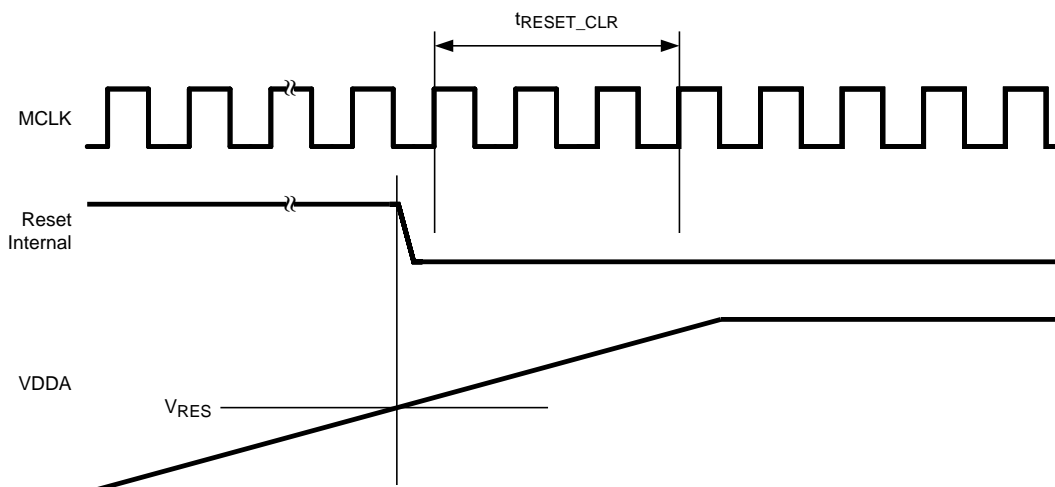 tRESET_CLR
MCLK
Reset
Internal
VDDA
VRES